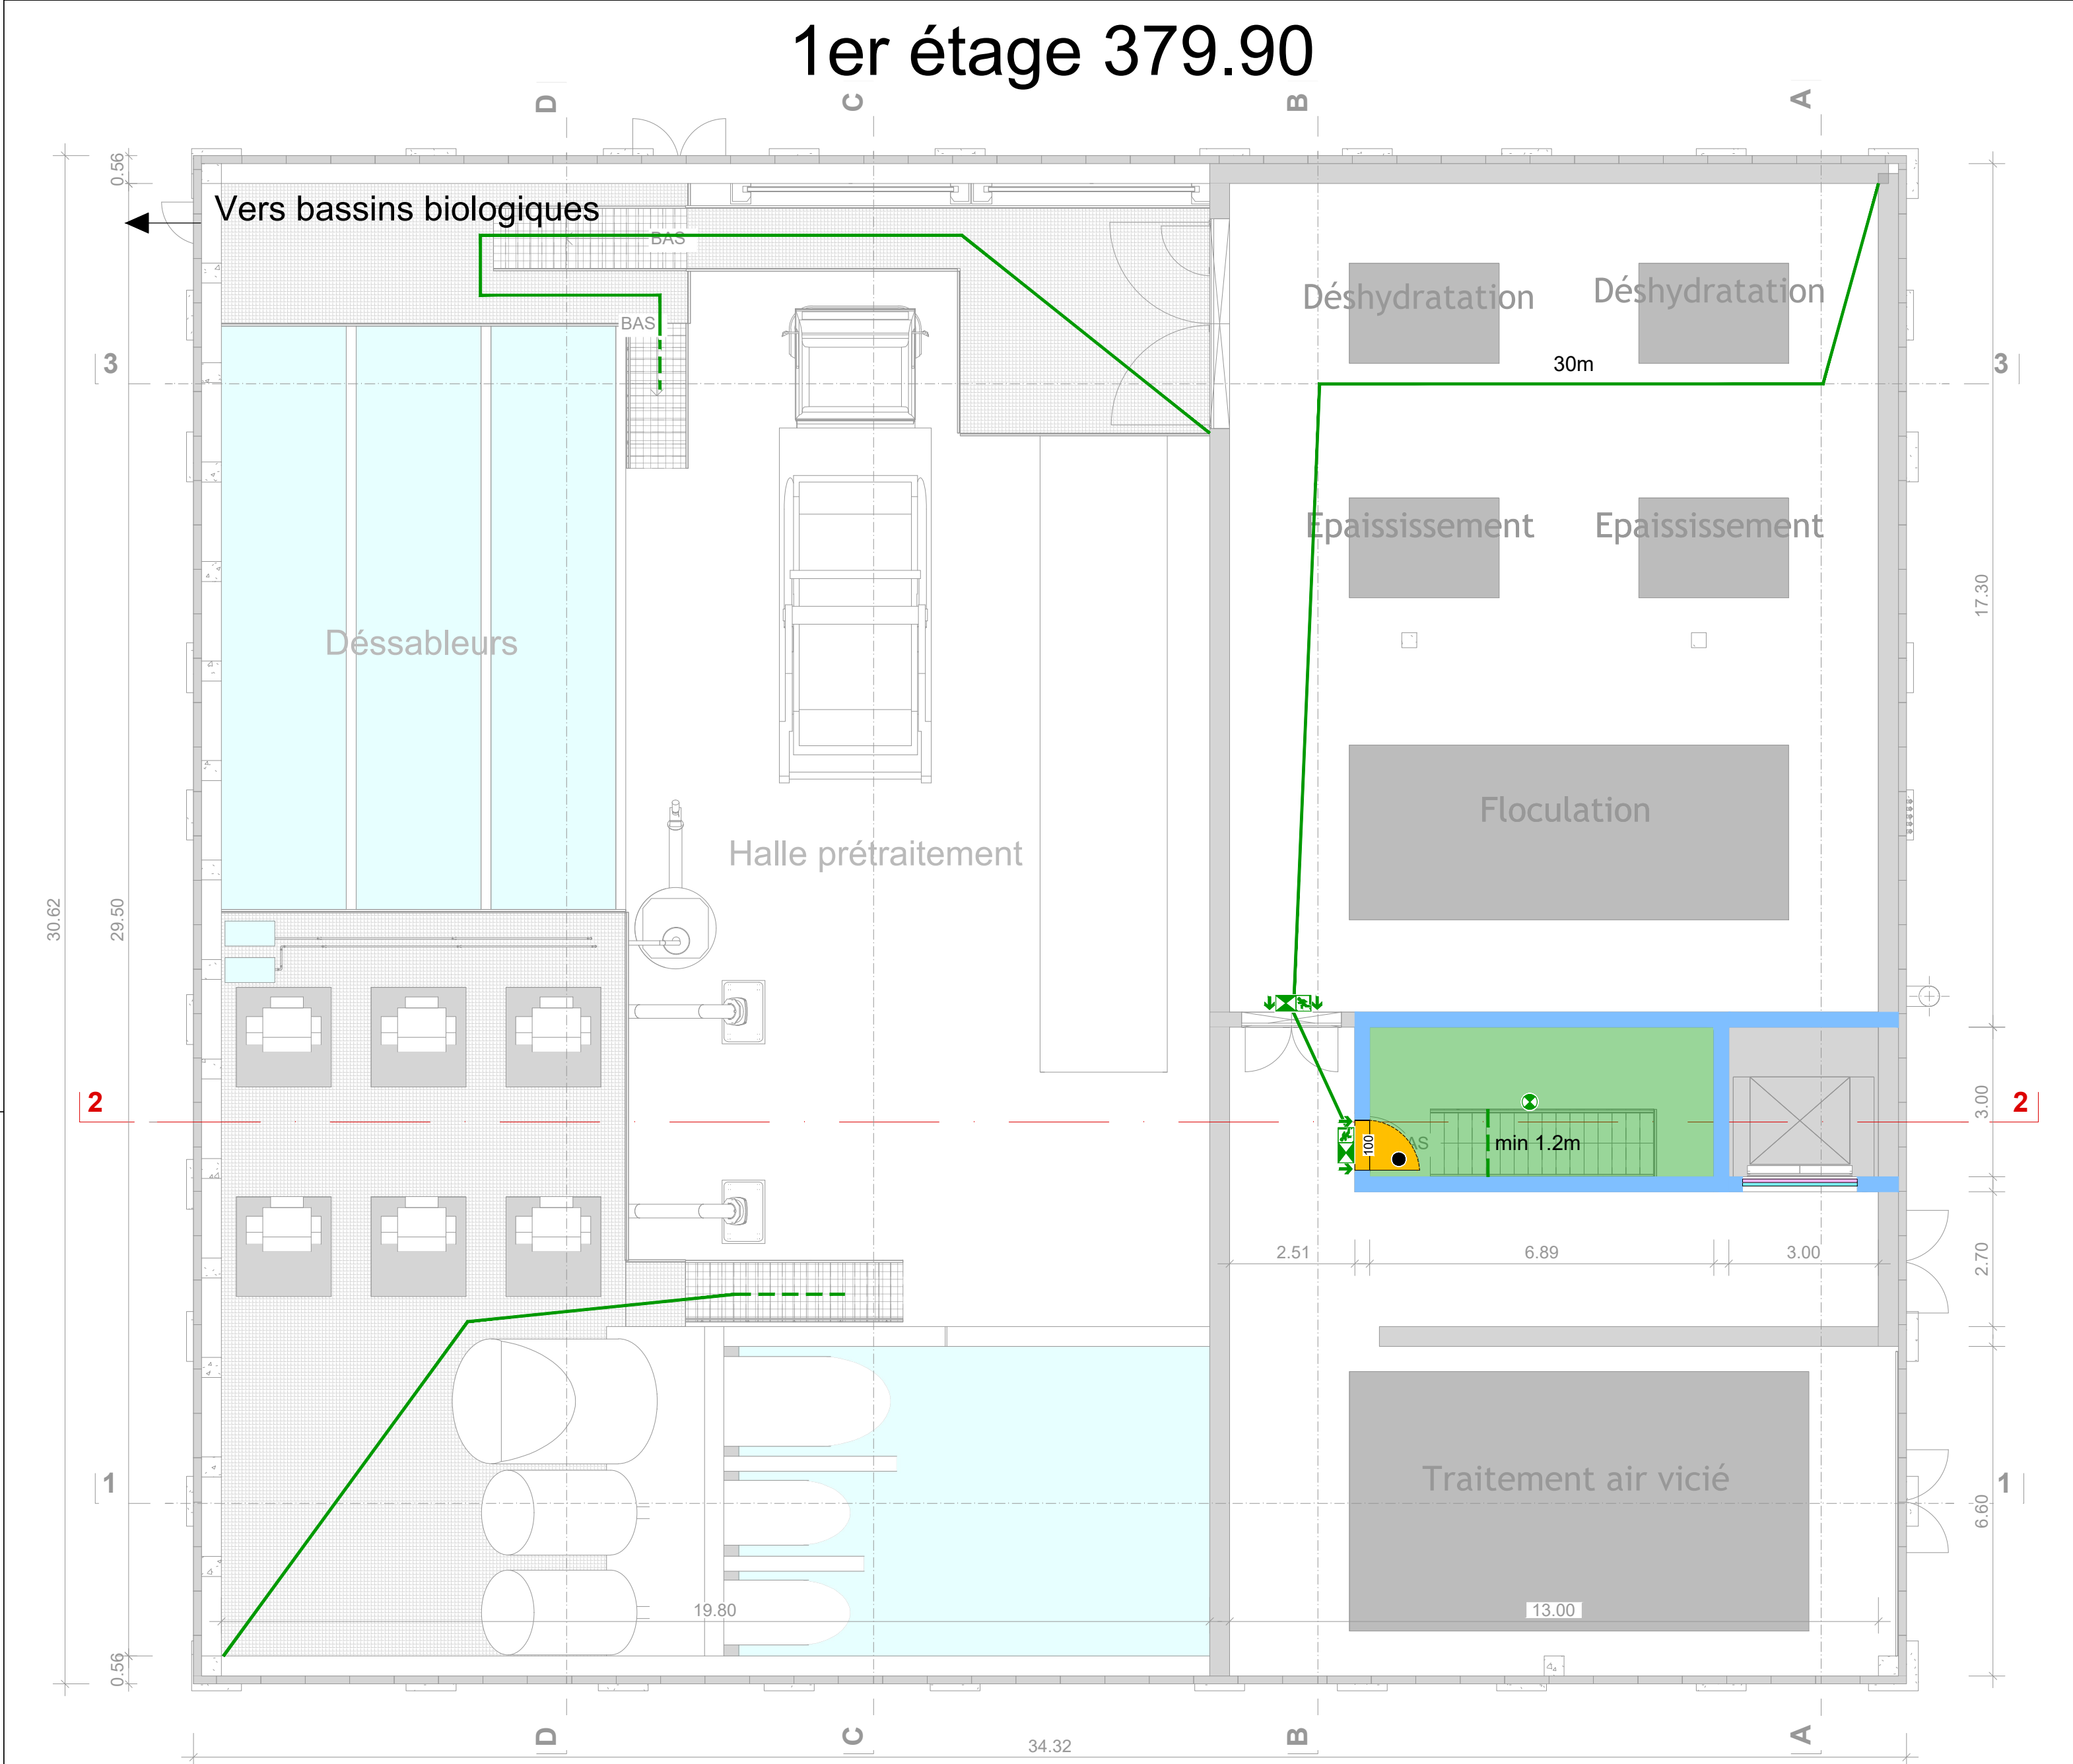 1er étage 379.90
D
C
B
A
0.56
Vers bassins biologiques
BAS
Déshydratation
Déshydratation
BAS
3
30m
3
Epaississement
Epaississement
17.30
Déssableurs
Floculation
Halle prétraitement
30.62
29.50
2
3.00
2
100
AS
min 1.2m
2.51
6.89
3.00
2.70
1
Traitement air vicié
1
6.60
19.80
13.00
0.56
D
C
B
A
34.32